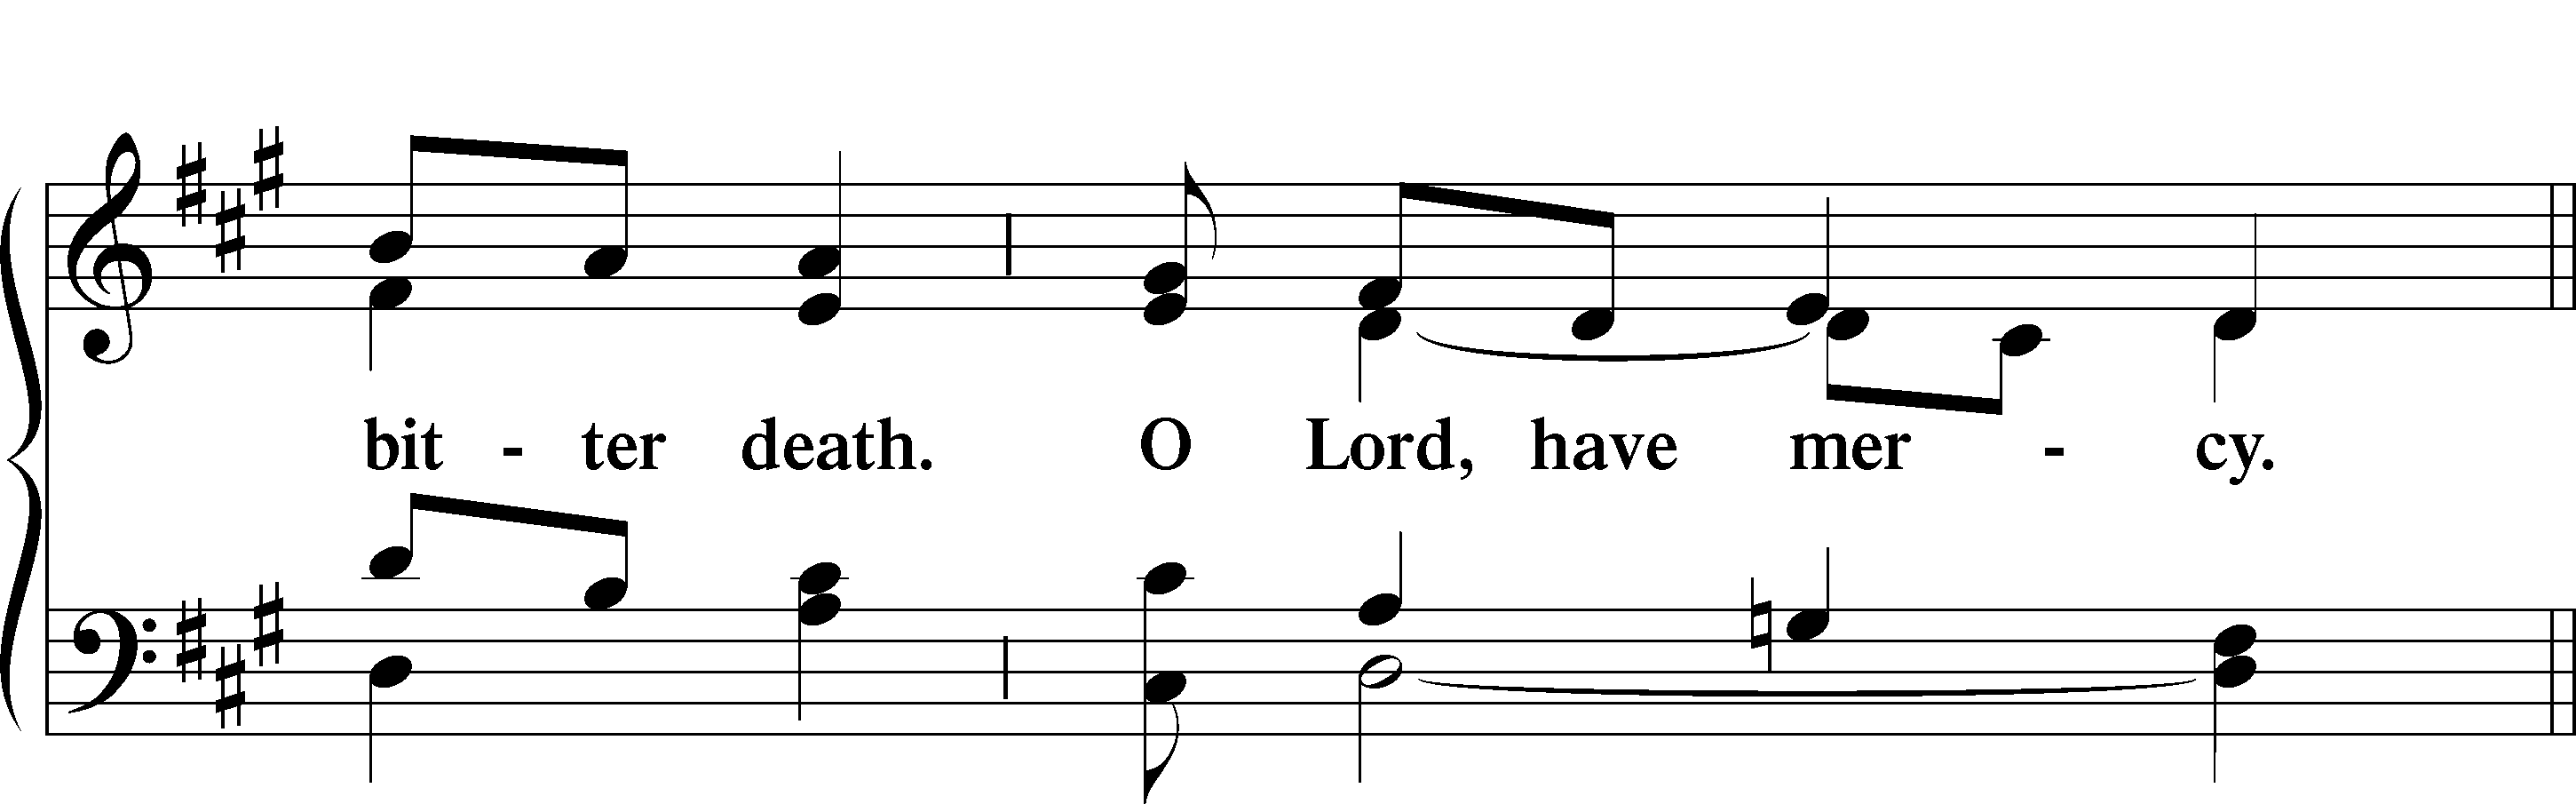 bit - ter death. O Lord, have mer - cy.